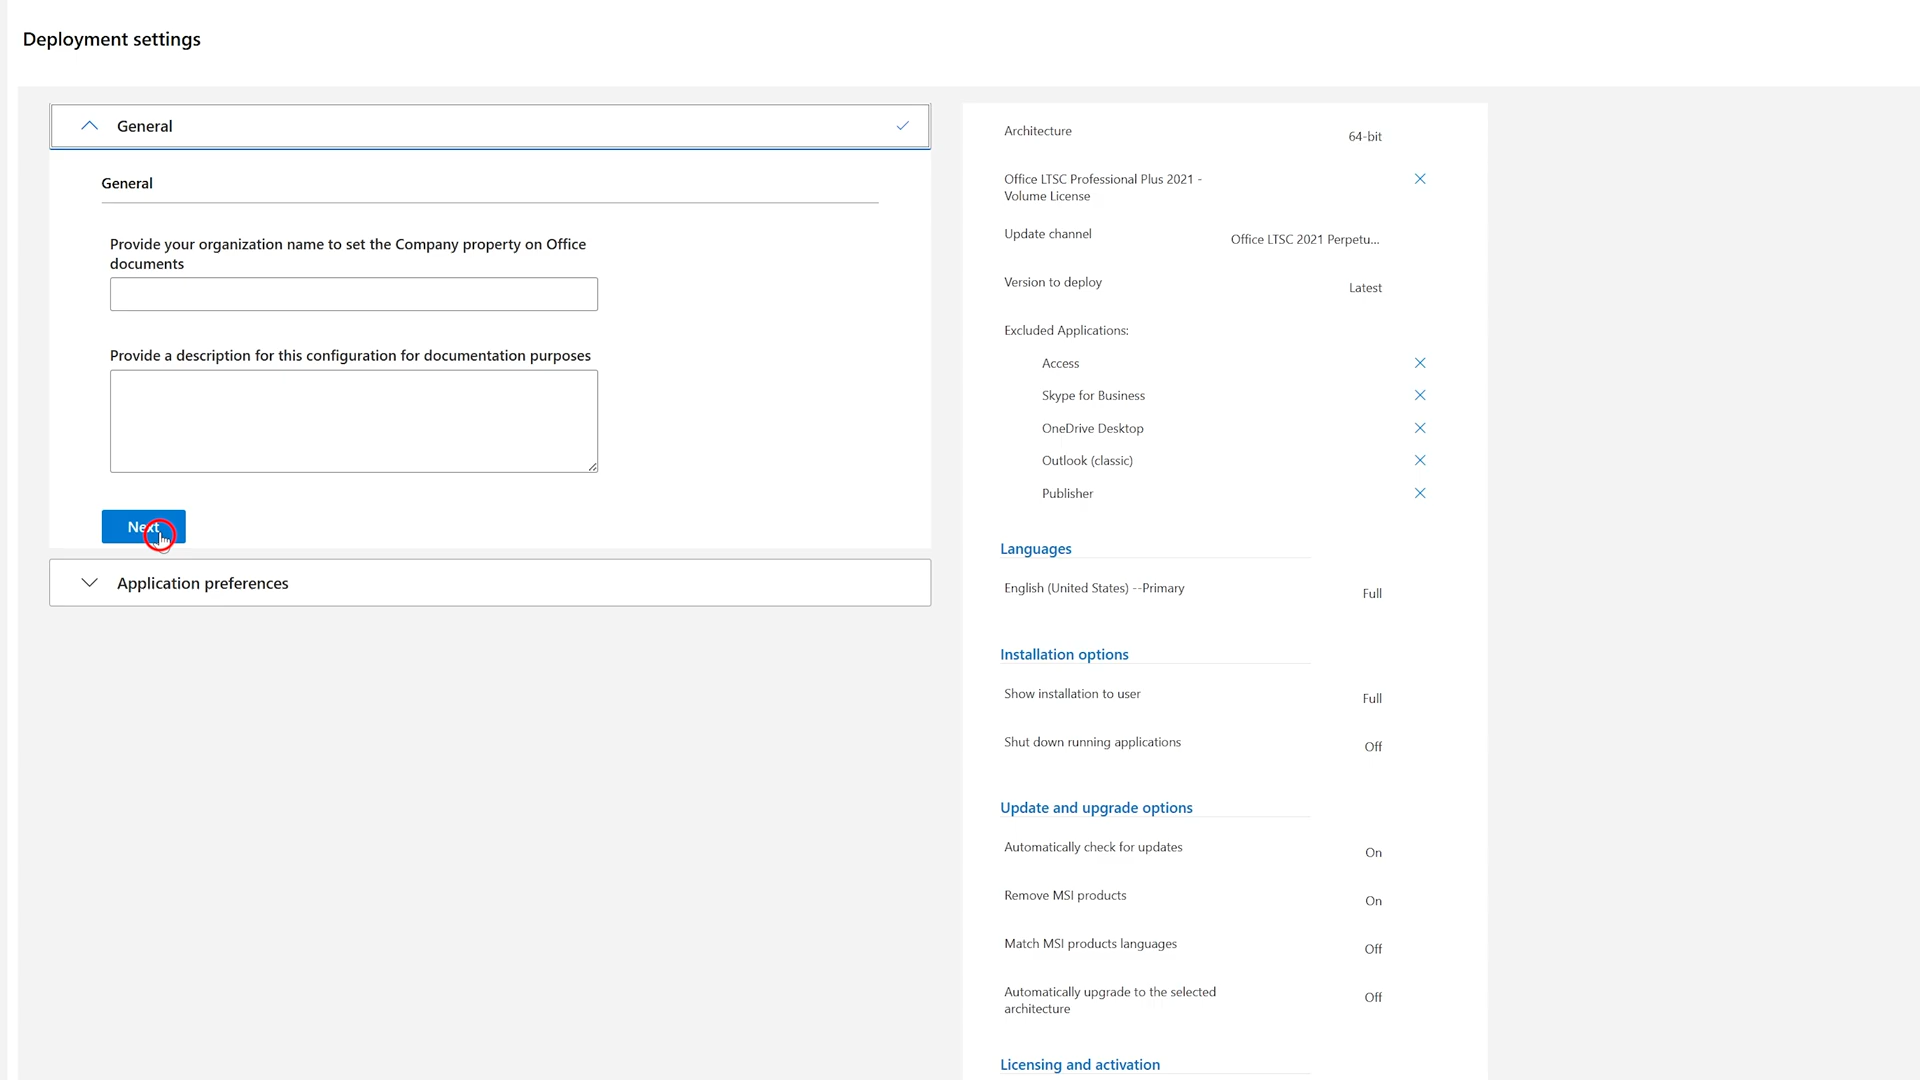 Deployment settings
General
General
Provide your organization name to set the Company property on Office
documents
Provide a description for this configuration for documentation purposes
Next
Application preferences
Architecture
64-bit
Office LTSC Professional Plus 2021 -
Volume License
Update channel
Office LTSC 2021 Perpetu...
Version to deploy
Latest
Excluded Applications:
Access
Skype for Business
OneDrive Desktop
Outlook (classic)
Publisher
Languages
English (United States) --Primary
Full
Installation options
Show installation to user
Full
Shut down running applications
Off
Update and upgrade options
Automatically check for updates
On
Remove MSI products
On
Match MSI products languages
Off
Automatically upgrade to the selected
architecture
Off
Licensing and activation